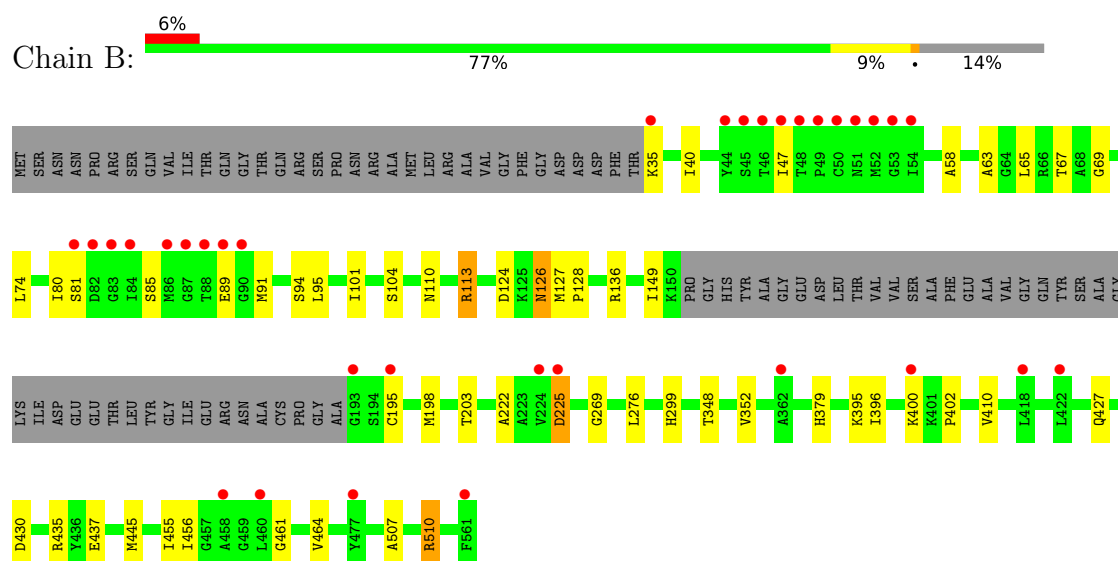 6%
Chain B:
77% 9% • 14%
MET SER ASN ASN PRO ARG SER GLN VAL ILE THR GLN GLY THR GLN ARG SER PRO ASN ARG ALA MET LEU ARG ALA VAL GLY PHE GLY ASP ASP ASP PHE THR K35 I40 Y44 S45 T46 I47 T48 P49 C50 N51 M52 G53 I54 A58 A63 G64 L65 R66 T67 A68 G69
L74 I80 S81 D82 G83 I84 S85 M86 G87 T88 E89 G90 M91 S94 L95 I101 S104 N110 R113 D124 K125 N126 M127 P128 R136 I149 K150 PRO GLY HIS TYR ALA GLY GLU ASP LEU THR VAL VAL SER ALA PHE GLU ALA VAL GLY GLN TYR SER ALA GLY
LYS ILE ASP GLU GLU THR LEU TYR GLY ILE GLU ARG ASN ALA CYS PRO GLY ALA G193 S194 C195 M198 T203 A222 A223 V224 D225 G269 L276 H299 T348 V352 A362 H379 K395 I396 K400 K401 P402 V410 L418 L422 Q427
D430 R435 Y436 E437 M445 I455 I456 G457 A458 G459 L460 G461 V464 Y477 A507 R510 F561